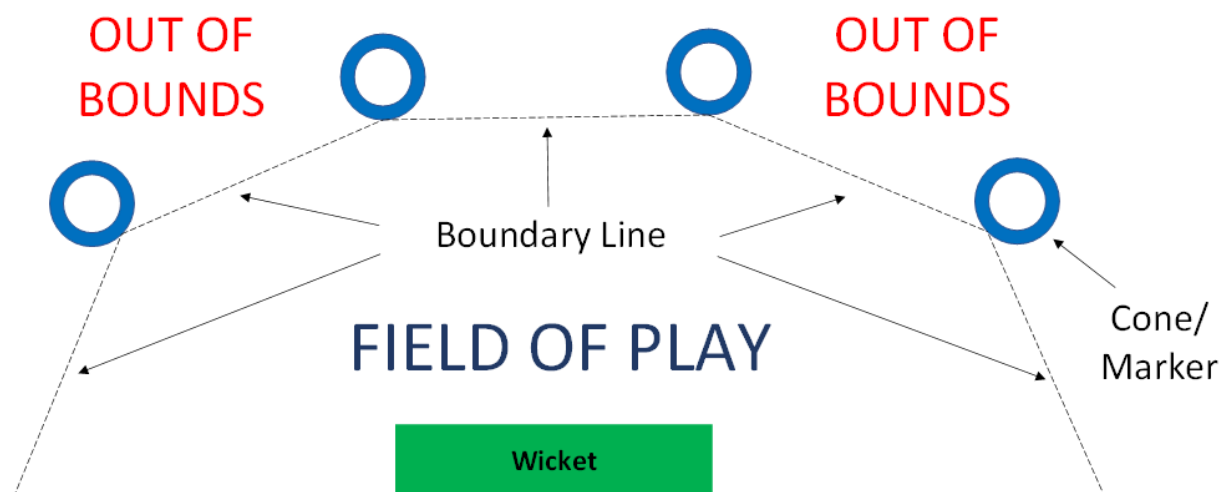 OUT OF
BOUNDS
OUT OF
BOUNDS
Boundary Line
FIELD OF PLAY
Cone/
Marker
Wicket